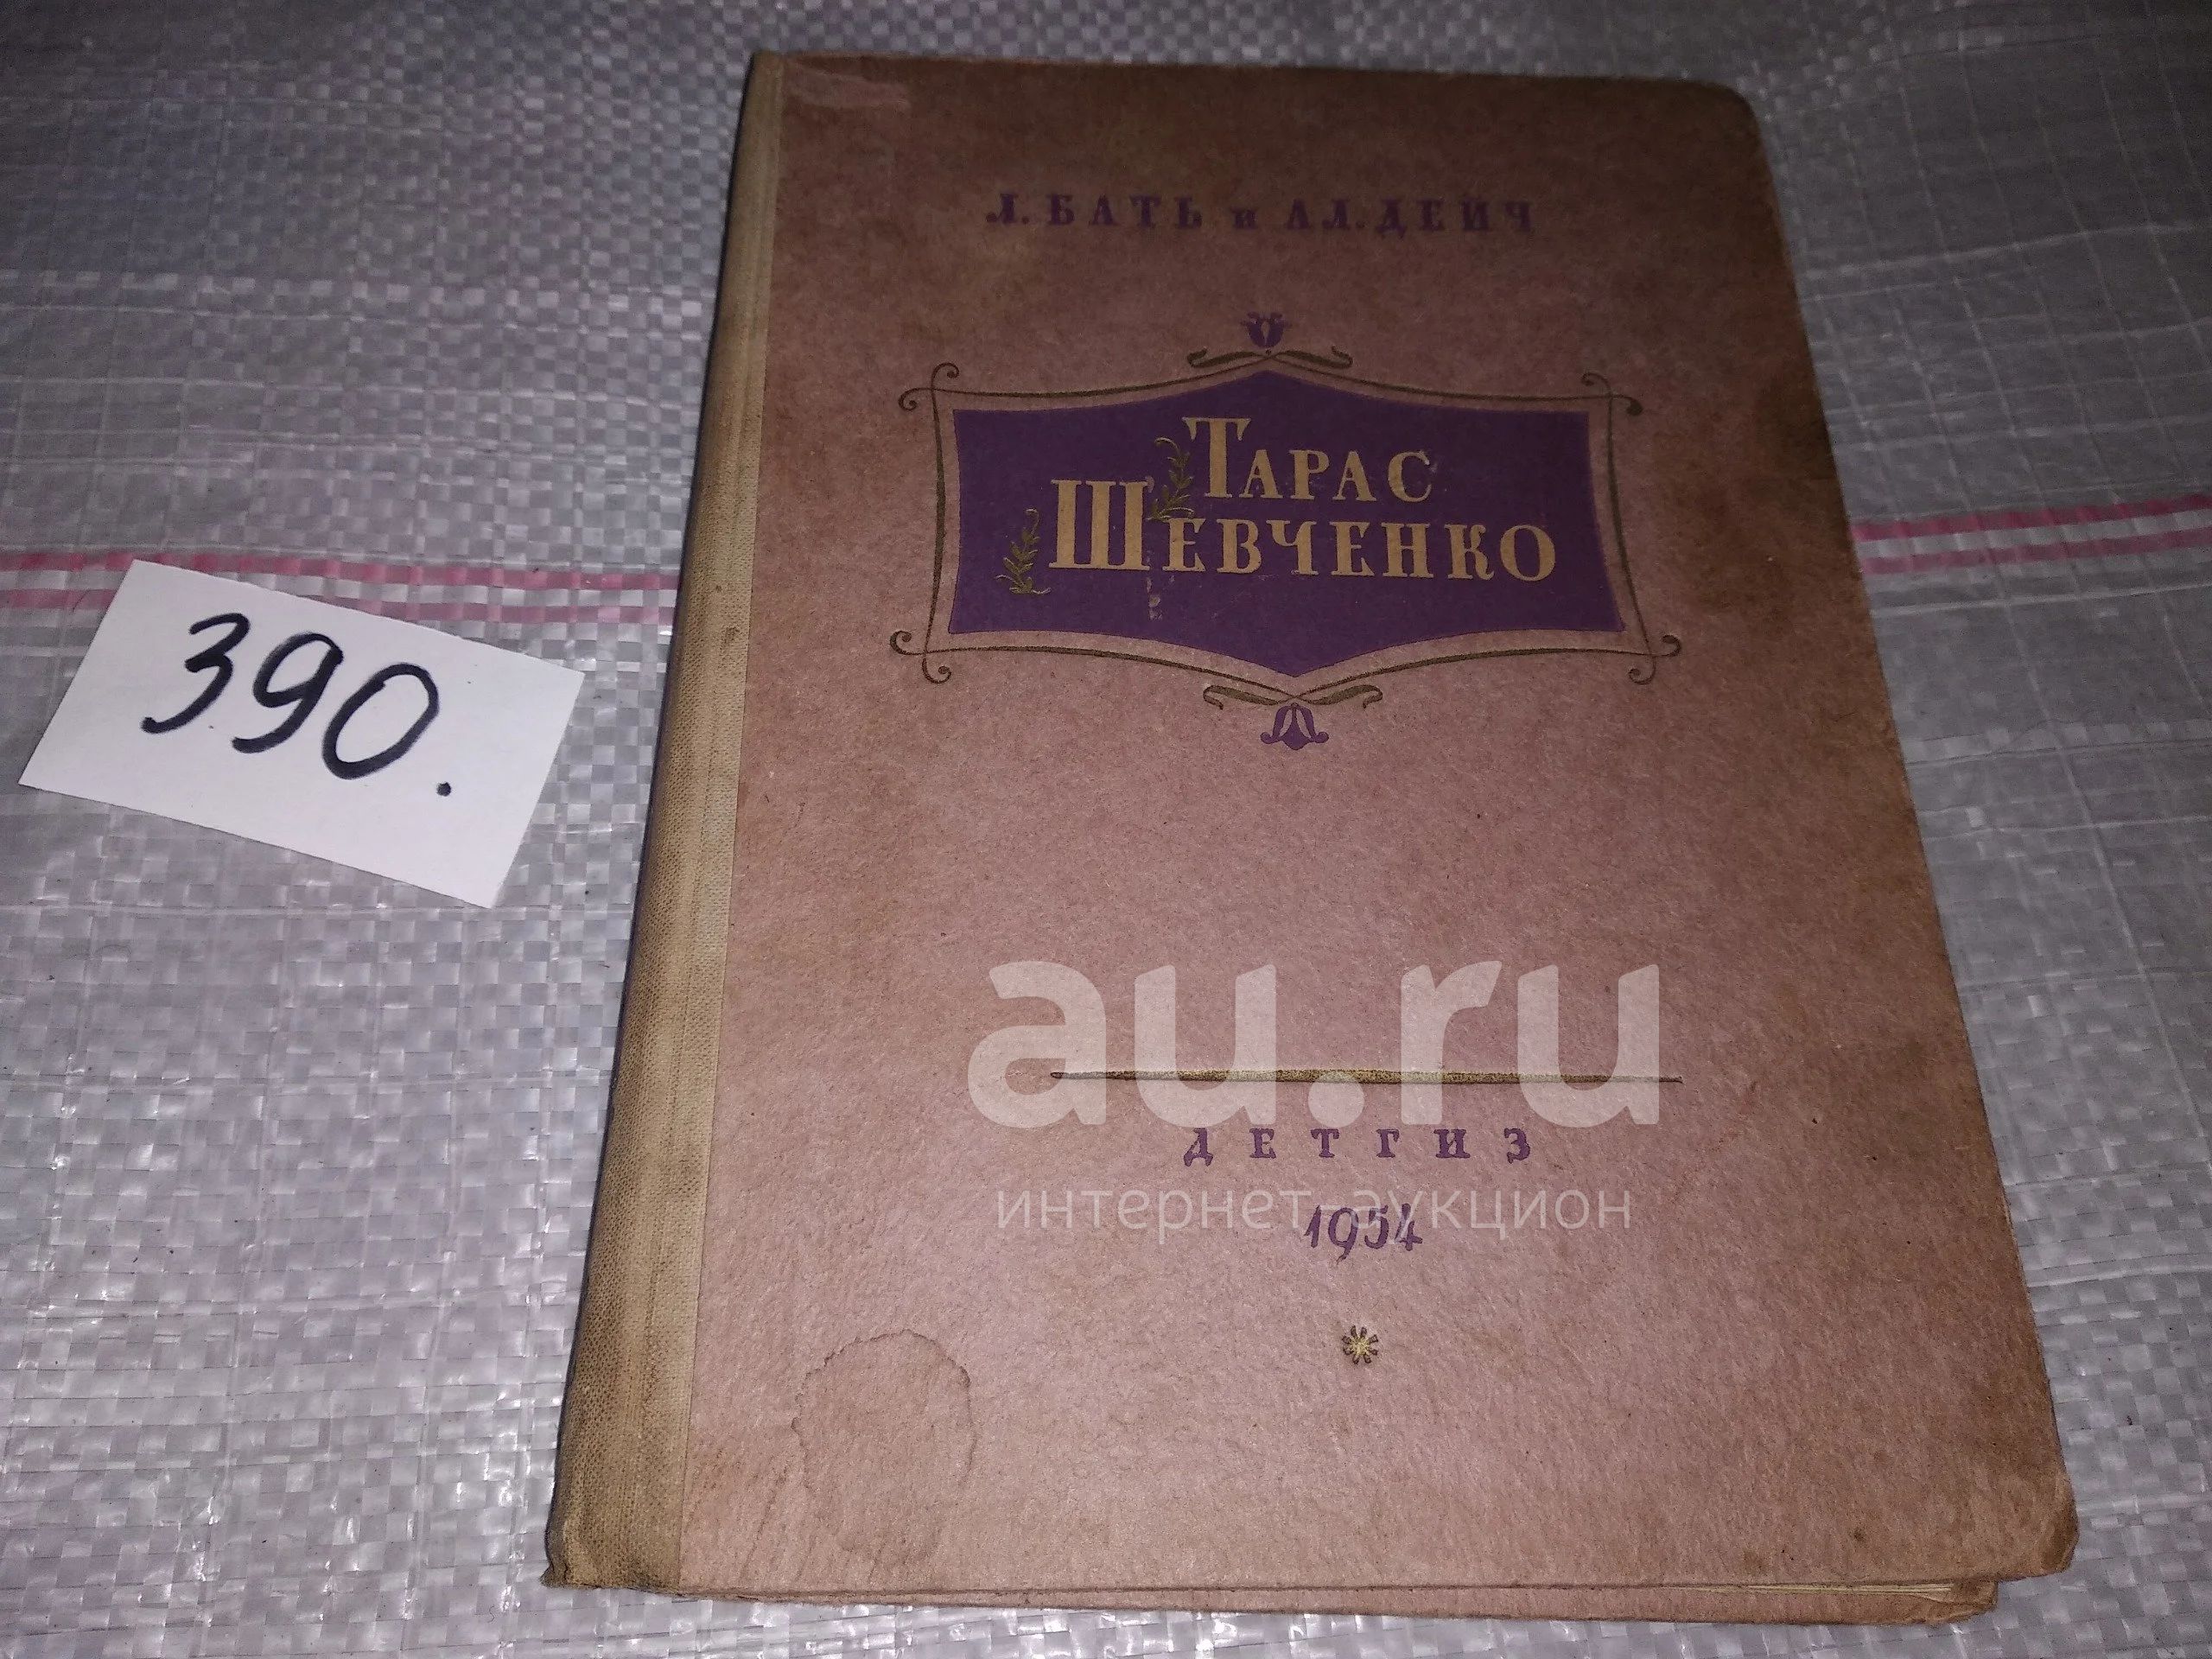 Л. БАТЬ и АЛ. ДЕЙЧ
ТАРАС
ШЕВЧЕНКО
390.
au.ru
ДЕТГИЗ
интернет аукцион
1954